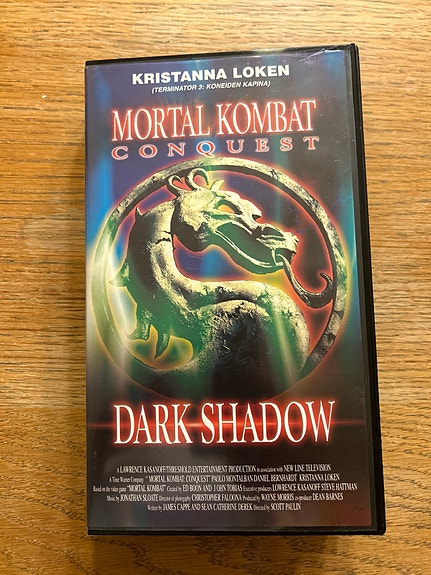 KRISTANNA LOKEN
(TERMINATOR 3: KONEIDEN KAPINA)
MORTAL KOMBAT
CONQUEST
DARK SHADOW
A LAWRENCE KASANOFF/THRESHOLD ENTERTAINMENT PRODUCTION in association with NEW LINE TELEVISION
A Time Warner Company "MORTAL KOMBAT: CONQUEST" PAOLO MONTALBAN DANIEL BERNHARDT KRISTANNA LOKEN
Based on the video game "MORTAL KOMBAT" Created by ED BOON AND JOHN TOBIAS Executive producers LOWRENCE KASANOFF STEVE HATTMAN
Music by JONATHAN SLOATE Director of photography CHRISTOPHER FALOONA Produced by WAYNE MORRIS co-producer DEAN BARNES
Written by JAMES CAPPE AND SEAN CATHERINE DEREK Directed by SCOTT PAULIN